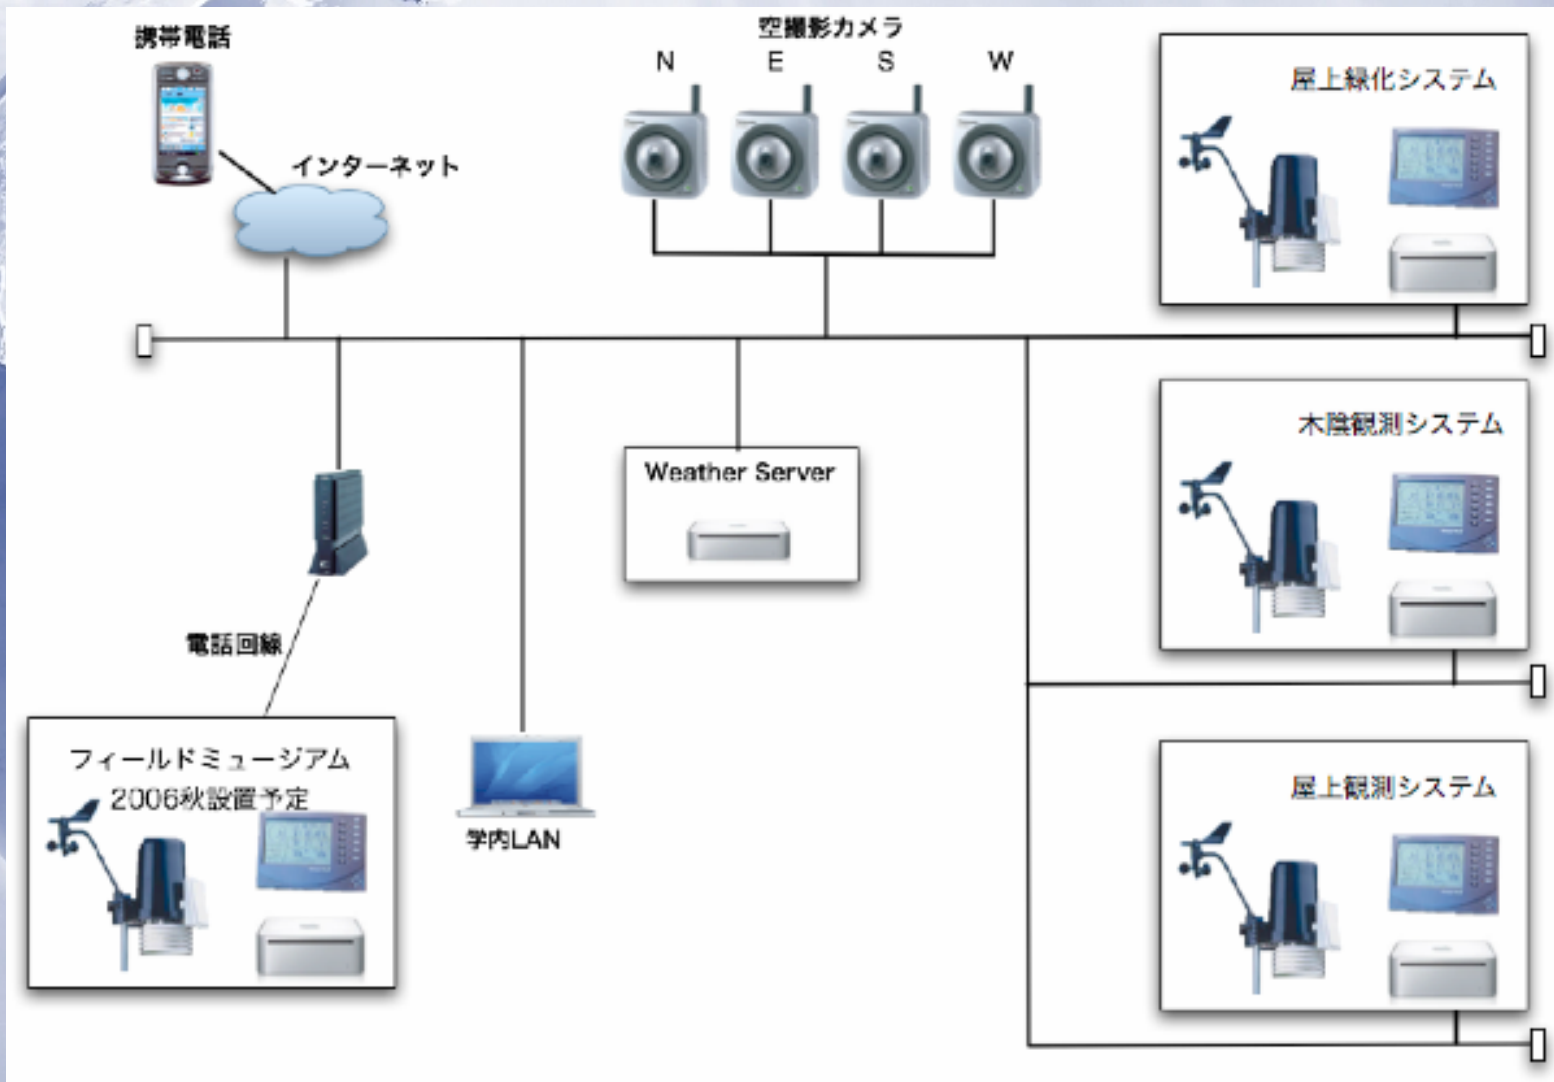 携帯電話
空撮影カメラ
N E S W
屋上緑化システム
インターネット
木陰観測システム
Weather Server
電話回線
フィールドミュージアム
2006秋設置予定
屋上観測システム
学内LAN